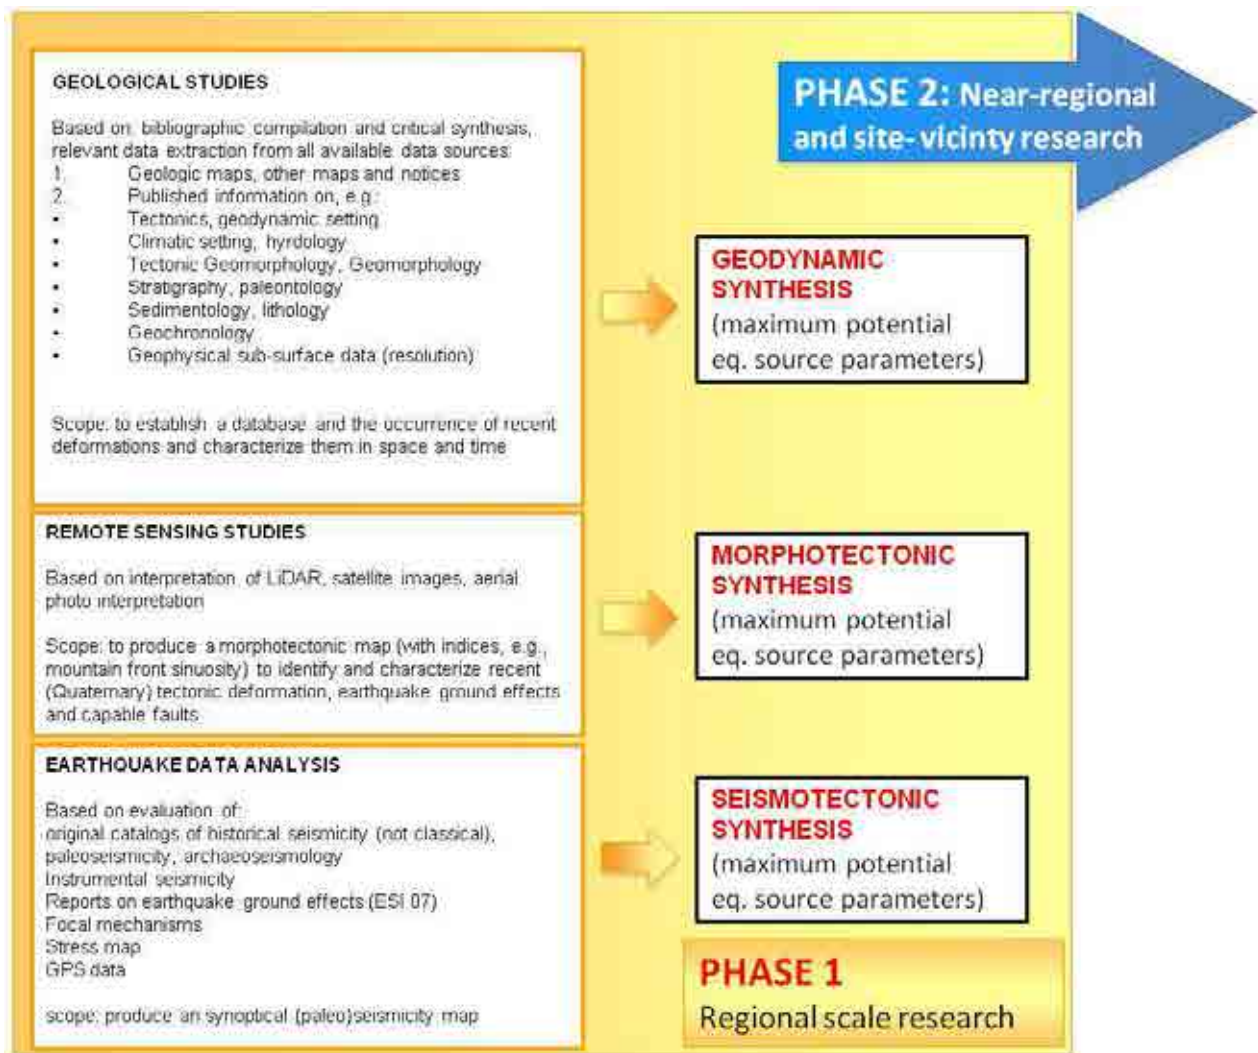 GEOLOGICAL STUDIES
Based on bibliographic compilation and critical synthesis,
relevant data extraction from all available data sources
1. Geologic maps, other maps and notices
2. Published information on, e.g.:
• Tectonics, geodynamic setting
• Climatic setting, hyrdology
• Tectonic Geomorphology, Geomorphology
• Stratigraphy, paleontology
• Sedimentology, lithology
• Geochronology
• Geophysical sub-surface data (resolution)
Scope: to establish a database and the occurrence of recent
deformations and characterize them in space and time
REMOTE SENSING STUDIES
Based on interpretation of LiDAR, satellite images, aerial
photo interpretation
Scope: to produce a morphotectonic map (with indices, e.g.,
mountain front sinuosity) to identify and characterize recent
(Quaternary) tectonic deformation, earthquake ground effects
and capable faults
EARTHQUAKE DATA ANALYSIS
Based on evaluation of:
original catalogs of historical seismicity (not classical),
paleoseismicity, archaeoseismology
Instrumental seismicity
Reports on earthquake ground effects (ESI 07)
Focal mechanisms
Stress map
GPS data
scope: produce an synoptical (paleo)seismicity map
PHASE 2: Near-regional
and site- vicinty research
GEODYNAMIC
SYNTHESIS
(maximum potential
eq. source parameters)
MORPHOTECTONIC
SYNTHESIS
(maximum potential
eq. source parameters)
SEISMOTECTONIC
SYNTHESIS
(maximum potential
eq. source parameters)
PHASE 1
Regional scale research